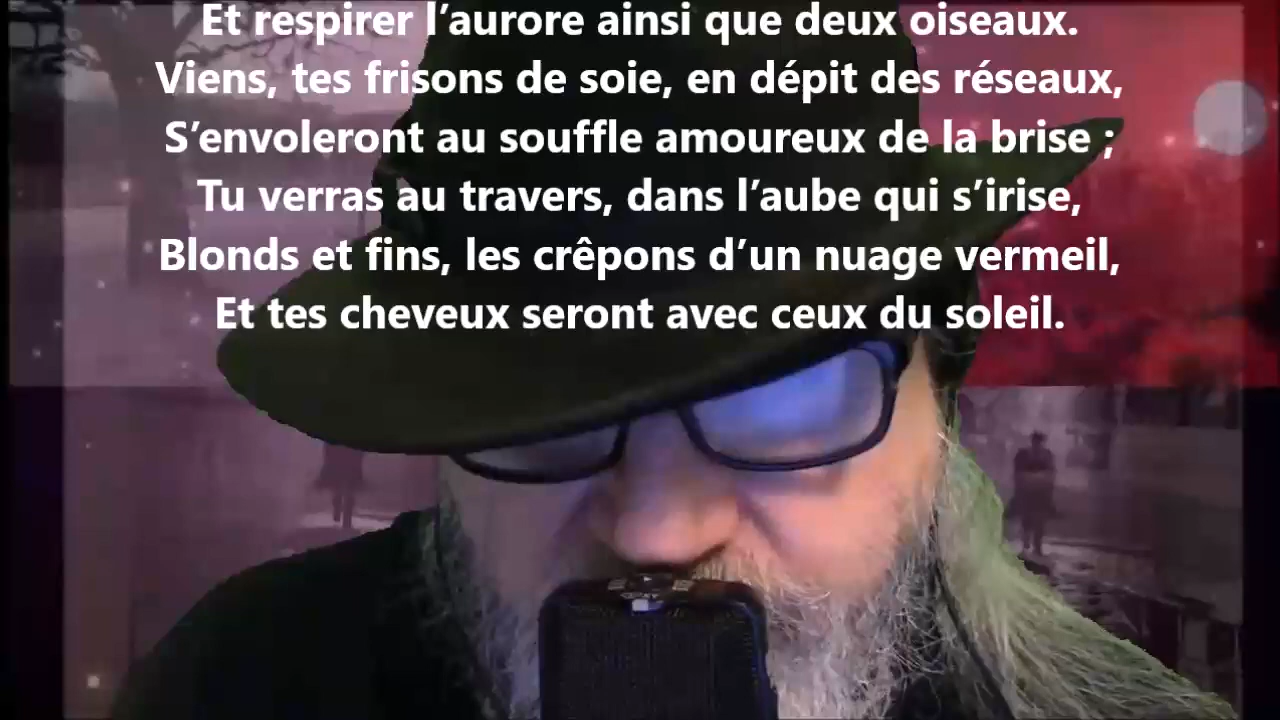 Et respirer l’aurore ainsi que deux oiseaux.
Viens, tes frisons de soie, en dépit des réseaux,
S’envoleront au souffle amoureux de la brise ;
Tu verras au travers, dans l’aube qui s’irise,
Blonds et fins, les crêpons d’un nuage vermeil,
Et tes cheveux seront avec ceux du soleil.